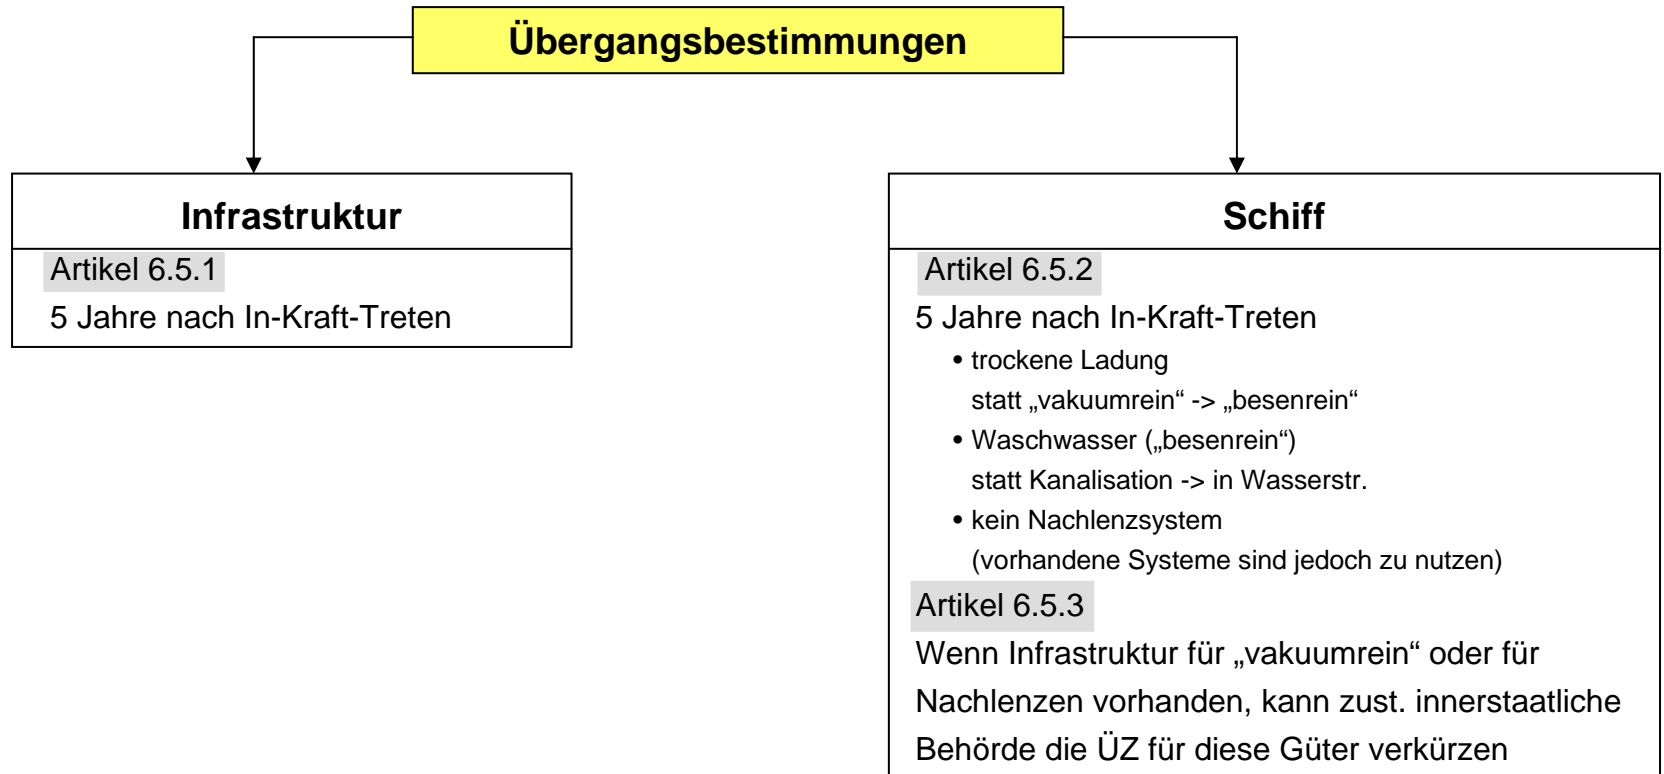 Übergangsbestimmungen
Infrastruktur
Artikel 6.5.1
5 Jahre nach In-Kraft-Treten
Schiff
Artikel 6.5.2
5 Jahre nach In-Kraft-Treten
• trockene Ladung
statt „vakuumrein“ -> „besenrein“
• Waschwasser („besenrein“)
statt Kanalisation -> in Wasserstr.
• kein Nachlenzsystem
(vorhandene Systeme sind jedoch zu nutzen)
Artikel 6.5.3
Wenn Infrastruktur für „vakuumrein“ oder für
Nachlenzen vorhanden, kann zust. innerstaatliche
Behörde die ÜZ für diese Güter verkürzen